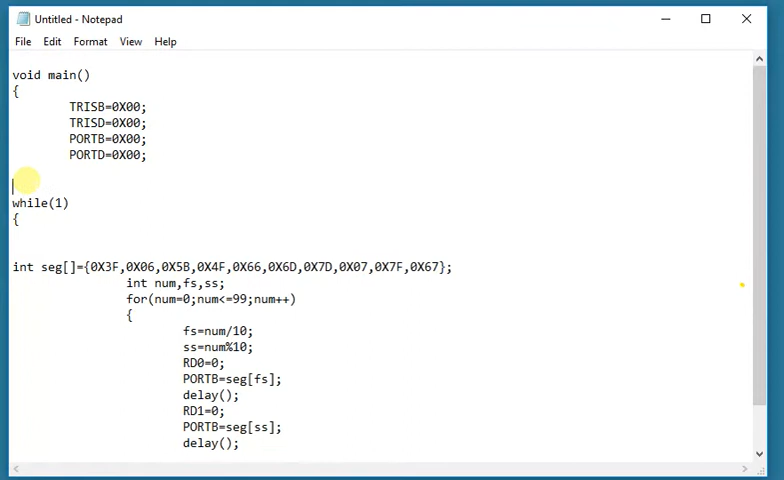 Untitled - Notepad
File Edit Format View Help
void main()
{
TRISB=0X00;
TRISD=0X00;
PORTB=0X00;
PORTD=0X00;
while(1)
{
int seg[]={0X3F,0X06,0X5B,0X4F,0X66,0X6D,0X7D,0X07,0X7F,0X67};
int num,fs,ss;
for(num=0;num<=99;num++)
{
fs=num/10;
ss=num%10;
RD0=0;
PORTB=seg[fs];
delay();
RD1=0;
PORTB=seg[ss];
delay();